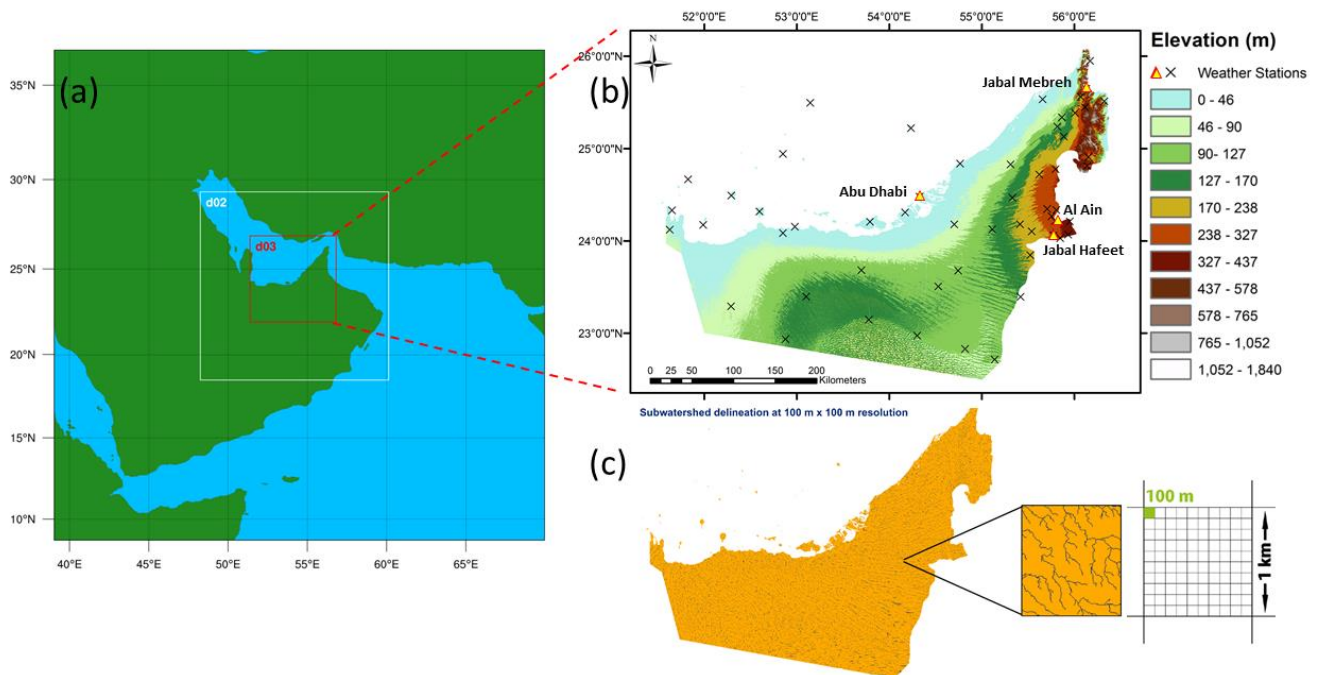 (a)
35°N
30°N
25°N
20°N
15°N
10°N
40°E
45°E
50°E
55°E
60°E
65°E
d02
d03
(b)
52°0'0"E
53°0'0"E
54°0'0"E
55°0'0"E
56°0'0"E
26°0'0"N
25°0'0"N
24°0'0"N
23°0'0"N
N
Jabal Mebreh
Abu Dhabi
Al Ain
Jabal Hafeet
0 25 50 100 150 200
Kilometers
Elevation (m)
Weather Stations
0 - 46
46 - 90
90- 127
127 - 170
170 - 238
238 - 327
327 - 437
437 - 578
578 - 765
765 - 1,052
1,052 - 1,840
Subwatershed delineation at 100 m x 100 m resolution
(c)
100 m
1 km